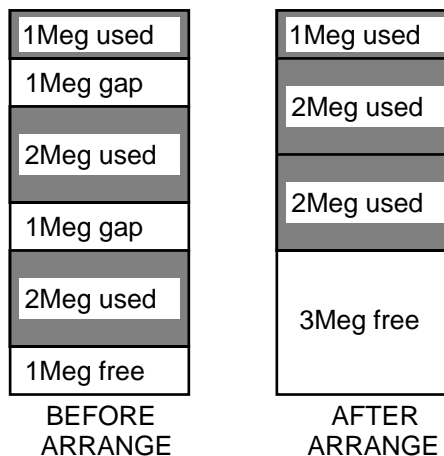 1Meg used
1Meg gap
2Meg used
1Meg gap
2Meg used
1Meg free
BEFORE
ARRANGE
1Meg used
2Meg used
2Meg used
3Meg free
AFTER
ARRANGE